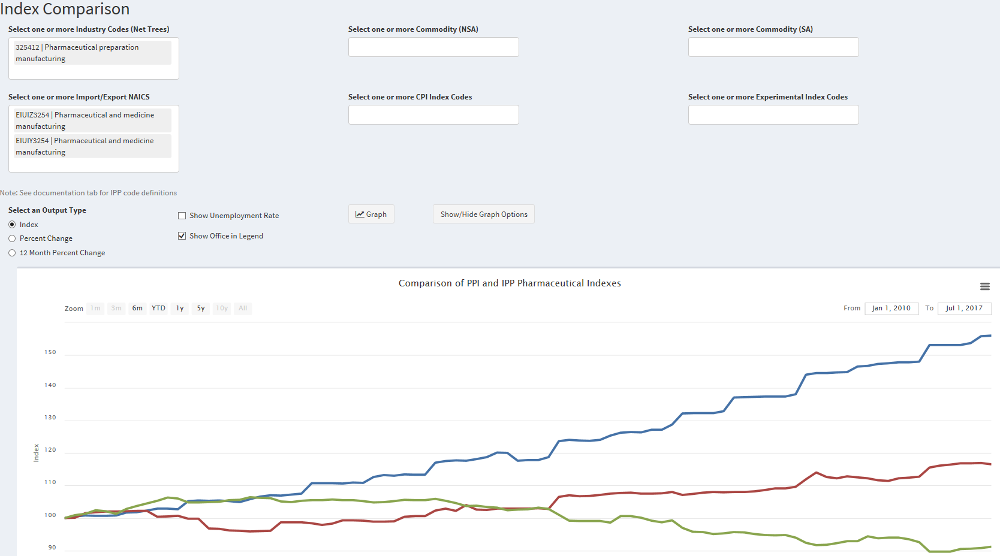 Index Comparison
Select one or more Industry Codes (Net Trees)
325412 | Pharmaceutical preparation
manufacturing
Select one or more Commodity (NSA)
Select one or more Commodity (SA)
Select one or more Import/Export NAICS
EIUIZ3254 | Pharmaceutical and medicine
manufacturing
EIUIY3254 | Pharmaceutical and medicine
manufacturing
Select one or more CPI Index Codes
Select one or more Experimental Index Codes
Note: See documentation tab for IPP code definitions
Select an Output Type
Index
Percent Change
12 Month Percent Change
Show Unemployment Rate
Show Office in Legend
Graph
Show/Hide Graph Options
Comparison of PPI and IPP Pharmaceutical Indexes
Zoom 1m 3m 6m YTD 1y 5y 10y All
From Jan 1, 2010 To Jul 1, 2017
Index
150
140
130
120
110
100
90